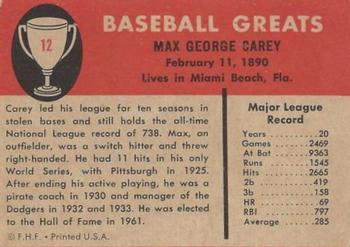 12
BASEBALL GREATS
MAX GEORGE CAREY
February 11, 1890
Lives in Miami Beach, Fla.
Carey led his league for ten seasons in
stolen bases and still holds the all-time
National League record of 738. Max, an
outfielder, was a switch hitter and threw
right-handed. He had 11 hits in his only
World Series, with Pittsburgh in 1925.
After ending his active playing, he was a
pirate coach in 1930 and manager of the
Dodgers in 1932 and 1933. He was elected
to the Hall of Fame in 1961.
© F.H.F. • Printed U.S.A.
Major League
Record
Years 20
Games 2469
At Bat 9363
Runs 1545
Hits 2665
2b 419
3b 158
HR 69
RBI 797
Average .285